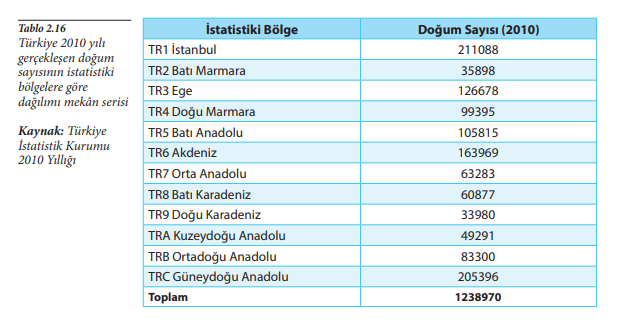 Tablo 2.16
Türkiye 2010 yılı
gerçekleşen doğum
sayısının istatistiki
bölgelere göre
dağılımı mekân serisi
Kaynak: Türkiye
İstatistik Kurumu
2010 Yıllığı
İstatistiki Bölge Doğum Sayısı (2010)
TR1 İstanbul 211088
TR2 Batı Marmara 35898
TR3 Ege 126678
TR4 Doğu Marmara 99395
TR5 Batı Anadolu 105815
TR6 Akdeniz 163969
TR7 Orta Anadolu 63283
TR8 Batı Karadeniz 60877
TR9 Doğu Karadeniz 33980
TRA Kuzeydoğu Anadolu 49291
TRB Ortadoğu Anadolu 83300
TRC Güneydoğu Anadolu 205396
Toplam 1238970